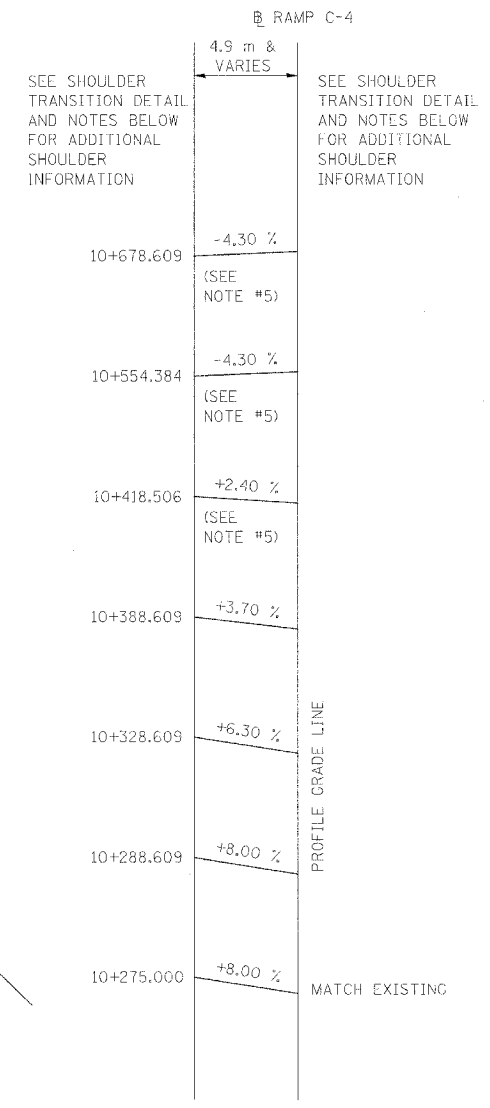 ℄ RAMP C-4
4.9 m &
VARIES
SEE SHOULDER
TRANSITION DETAIL
AND NOTES BELOW
FOR ADDITIONAL
SHOULDER
INFORMATION
SEE SHOULDER
TRANSITION DETAIL
AND NOTES BELOW
FOR ADDITIONAL
SHOULDER
INFORMATION
10+678.609
-4.30 %
(SEE
NOTE #5)
10+554.384
-4.30 %
(SEE
NOTE #5)
10+418.506
+2.40 %
(SEE
NOTE #5)
10+388.609
+3.70 %
10+328.609
+6.30 %
PROFILE GRADE LINE
10+288.609
+8.00 %
10+275.000
+8.00 %
MATCH EXISTING